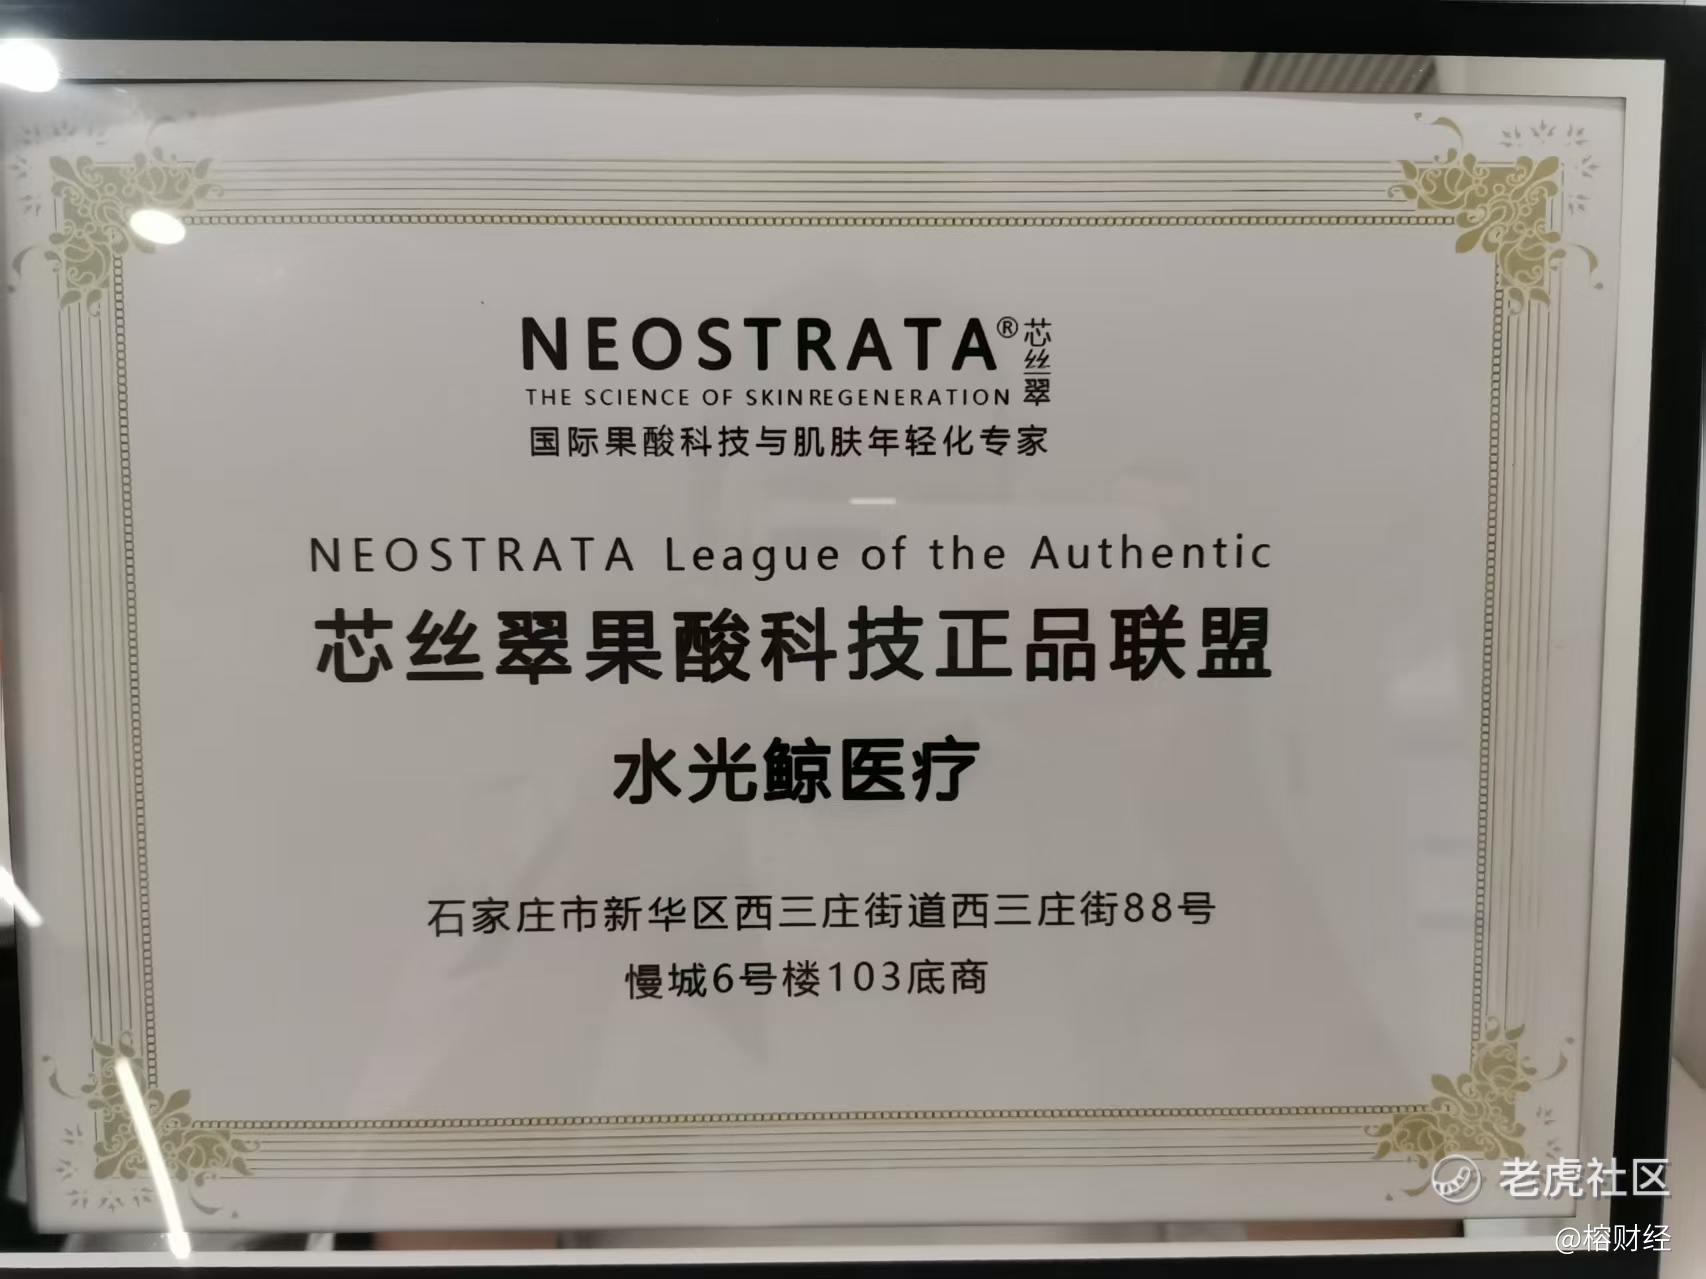 NEOSTRATA® 芯丝翠
THE SCIENCE OF SKINREGENERATION
国际果酸科技与肌肤年轻化专家
NEOSTRATA League of the Authentic
芯丝翠果酸科技正品联盟
水光鲸医疗
石家庄市新华区西三庄街道西三庄街88号
慢城6号楼103底商
老虎社区
@榕财经